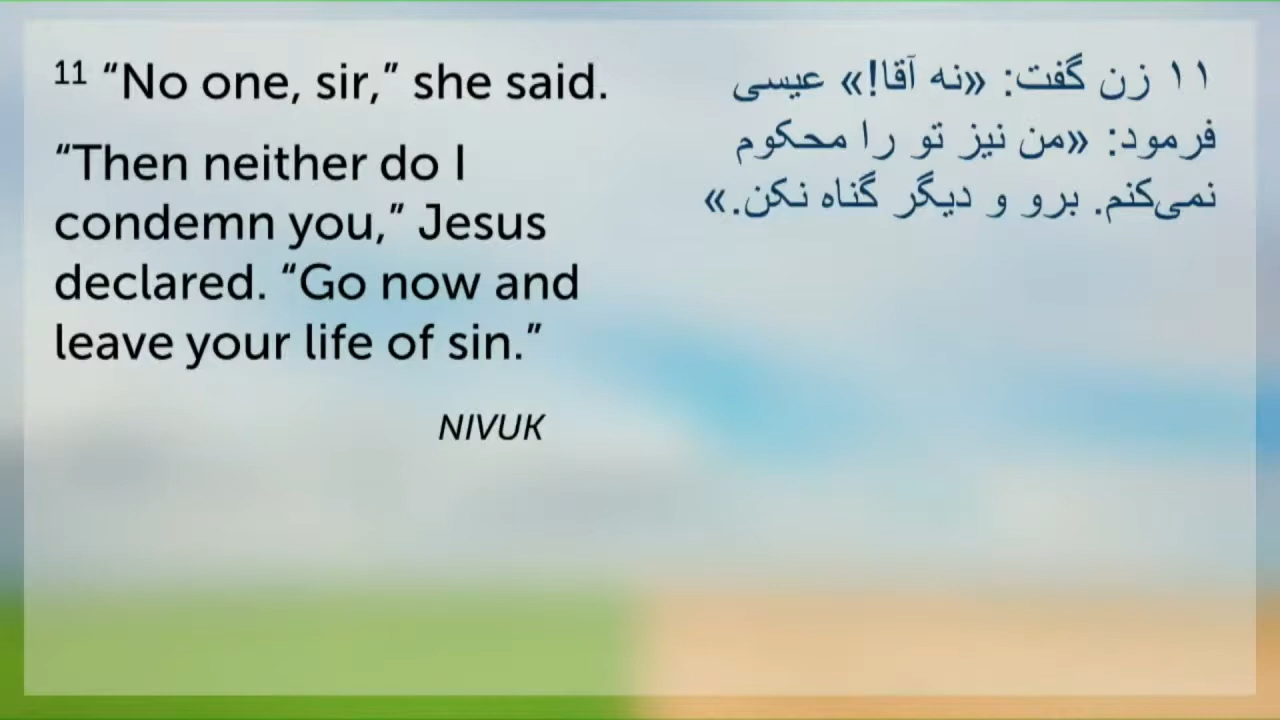 11 “No one, sir,” she said.
“Then neither do I
condemn you,” Jesus
declared. “Go now and
leave your life of sin.”
NIVUK
۱۱ زن گفت: «نه آقا!» عیسی
فرمود: «من نیز تو را محکوم
نمی‌کنم. برو و دیگر گناه نکن.»